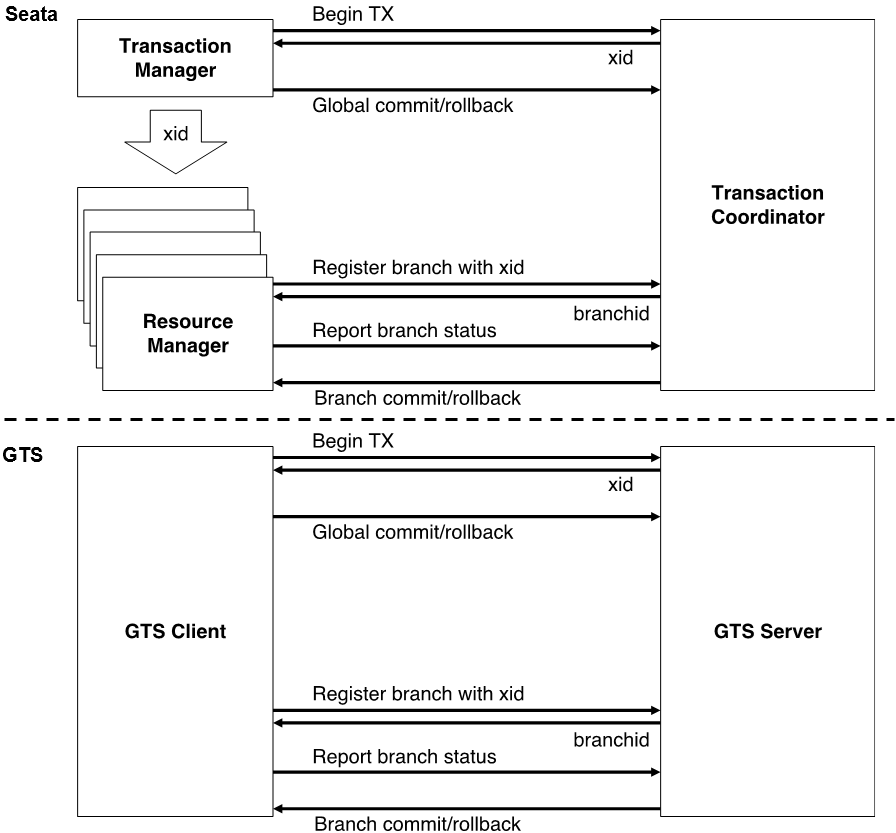 Seata
Begin TX
Transaction
Manager
xid
Global commit/rollback
xid
Transaction
Coordinator
Register branch with xid
branchid
Resource
Manager
Report branch status
Branch commit/rollback
GTS
Begin TX
xid
Global commit/rollback
GTS Client
GTS Server
Register branch with xid
branchid
Report branch status
Branch commit/rollback